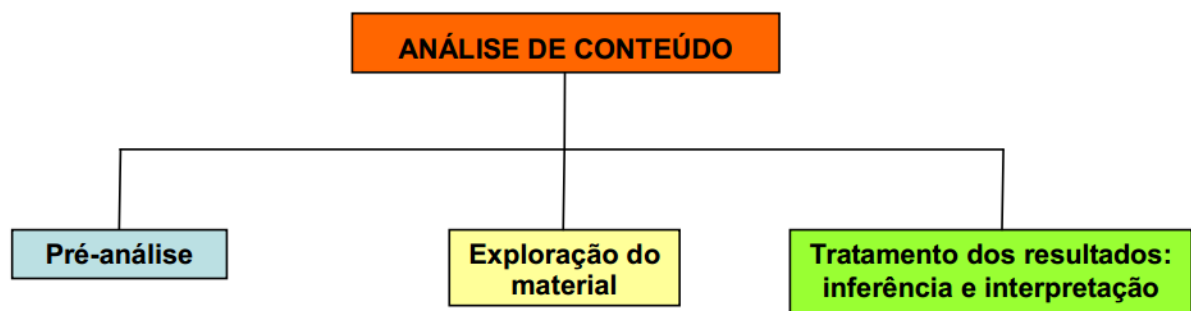 ANÁLISE DE CONTEÚDO
Pré-análise
Exploração do
material
Tratamento dos resultados:
inferência e interpretação